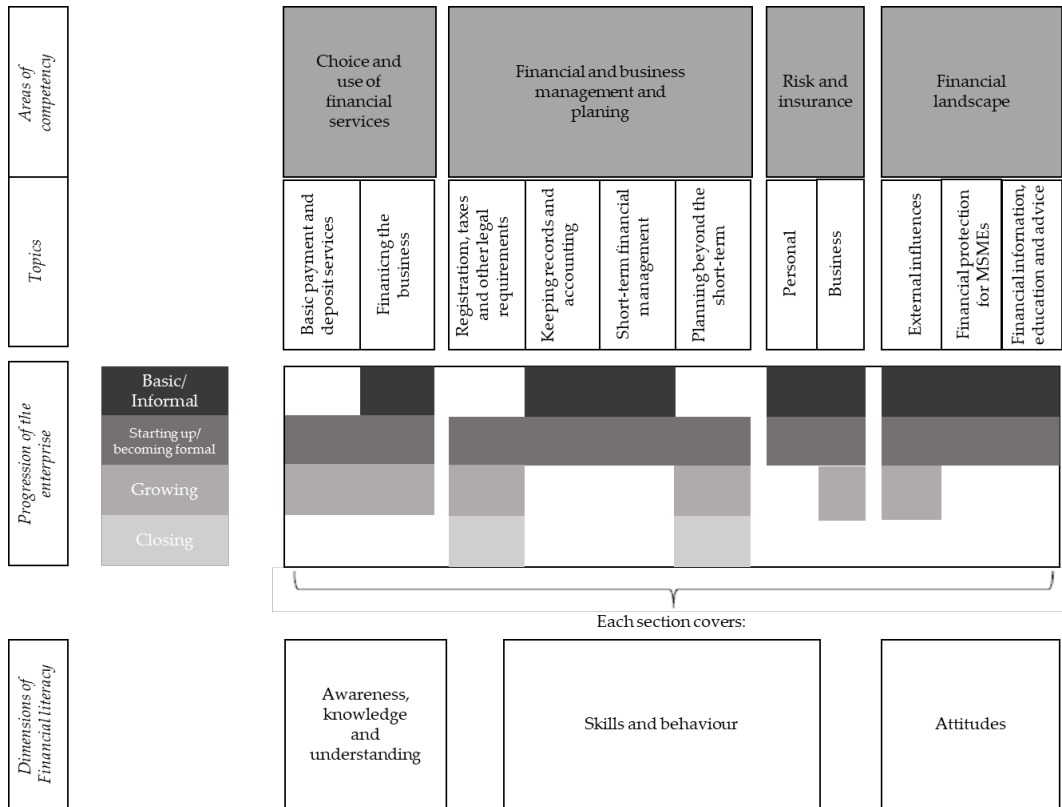 Areas of
competency
Choice and
use of
financial
services
Financial and business
management and
planing
Risk and
insurance
Financial
landscape
Topics
Basic payment and
deposit services
Finanicng the
business
Registratiom, taxes
and other legal
requirements
Keeping records and
accounting
Short-term financial
management
Planning beyond the
short-term
Personal
Business
External influences
Financial protection
for MSMEs
Financial infomation,
education and advice
Progression of the
enterprise
Basic/
Informal
Starting up/
becoming formal
Growing
Closing
Each section covers:
Dimensions of
Financial literacy
Awareness,
knowledge
and
understanding
Skills and behaviour
Attitudes